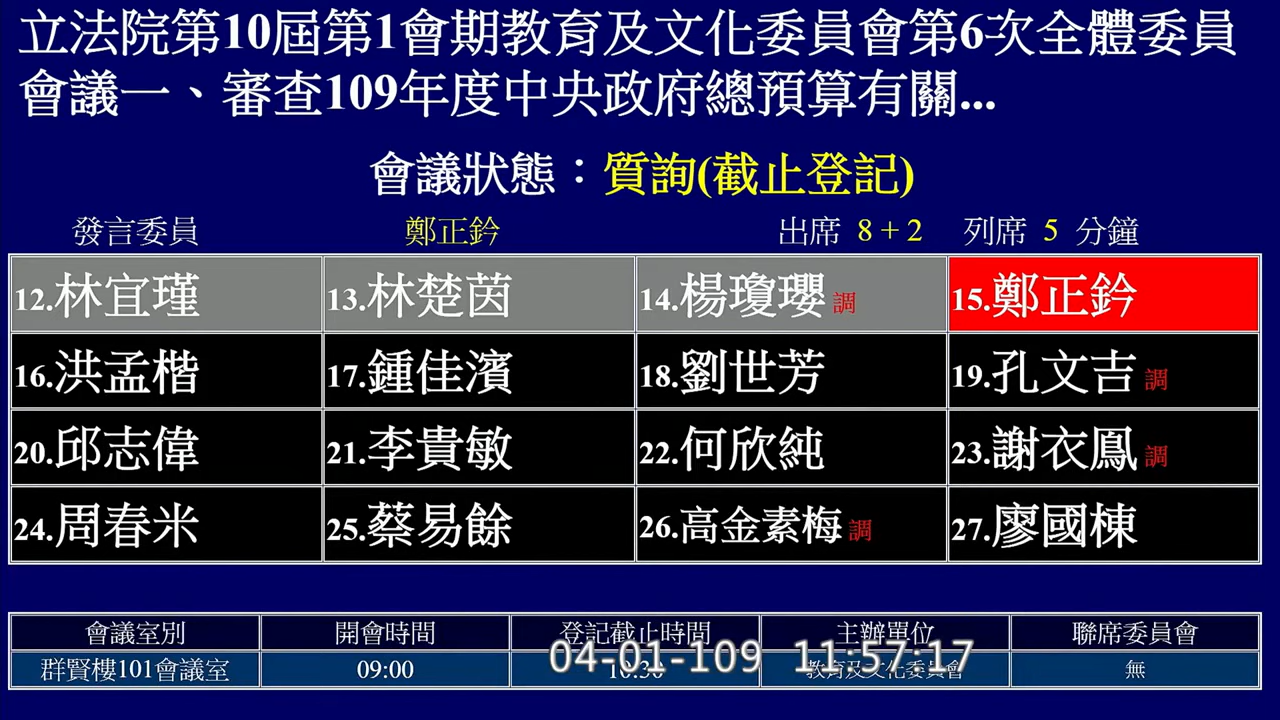 立法院第10屆第1會期教育及文化委員會第6次全體委員
會議一、審查109年度中央政府總預算有關...
會議狀態：質詢(截止登記)
發言委員 鄭正鈐 出席 8 + 2 列席 5 分鐘
12.林宜瑾 13.林楚茵 14.楊瓊瓔 調 15.鄭正鈐
16.洪孟楷 17.鍾佳濱 18.劉世芳 19.孔文吉 調
20.邱志偉 21.李貴敏 22.何欣純 23.謝衣鳯 調
24.周春米 25.蔡易餘 26.高金素梅 調 27.廖國棟
會議室別 開會時間 登記截止時間 主辦單位 聯席委員會
04-01-109 11:57:17
群賢樓101會議室 09:00 10:30 教育及文化委員會 無